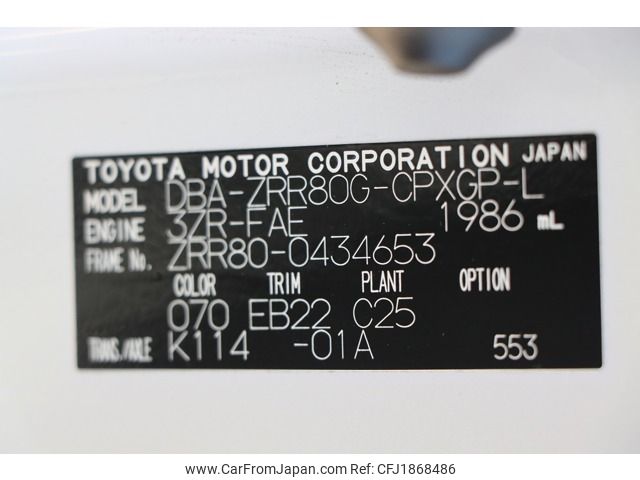 TOYOTA MOTOR CORPORATION JAPAN
MODEL DBA-ZRR80G-CPXGP-L
ENGINE 3ZR-FAE 1986 mL
FRAME No. ZRR80-0434653
COLOR TRIM PLANT OPTION
070 EB22 C25
TRANS./AXLE K114 -01A 553
www.CarFromJapan.com CFJ1868486